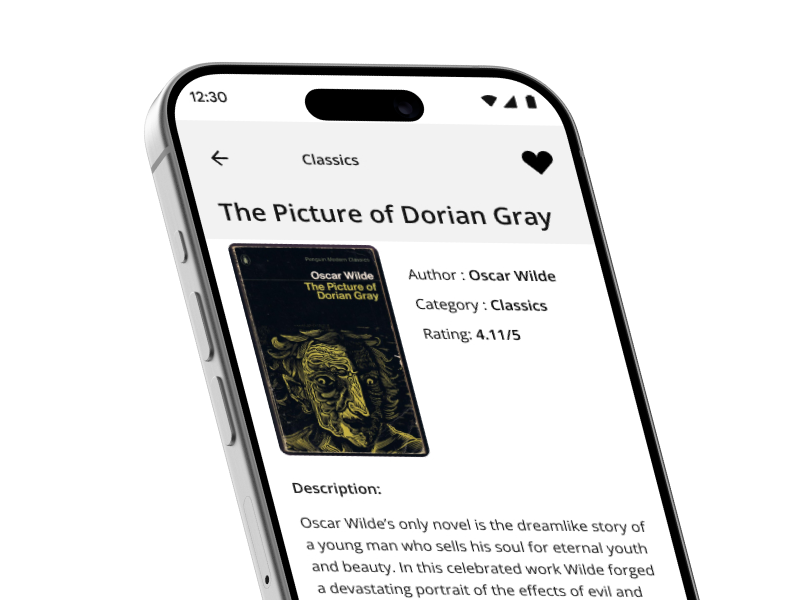 12:30
Classics
The Picture of Dorian Gray
Penguin Modern Classics
Oscar Wilde
The Picture of
Dorian Gray
Author : Oscar Wilde
Category : Classics
Rating: 4.11/5
Description:
Oscar Wilde's only novel is the dreamlike story of
a young man who sells his soul for eternal youth
and beauty. In this celebrated work Wilde forged
a devastating portrait of the effects of evil and